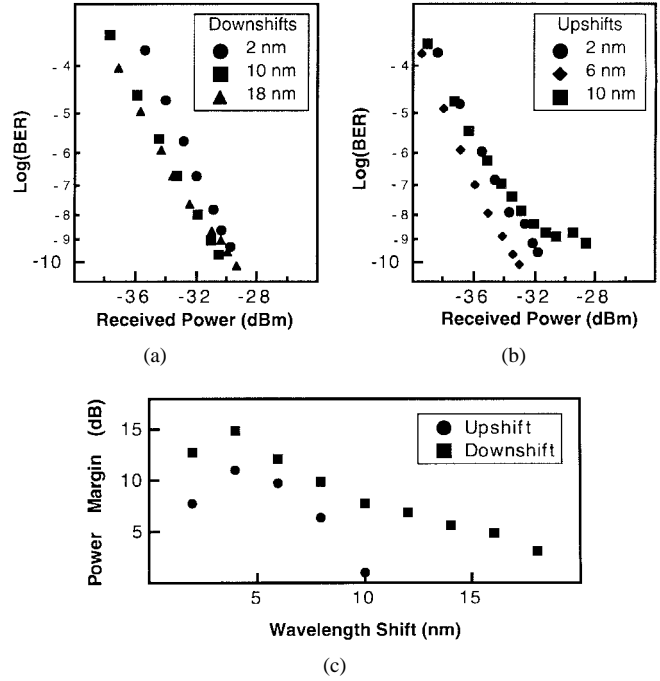 Downshifts
2 nm
10 nm
18 nm
Log(BER)
- 4
- 5
- 6
- 7
- 8
- 9
-10
-36
-32
-28
Received Power (dBm)
(a)
Upshifts
2 nm
6 nm
10 nm
Log(BER)
- 4
- 5
- 6
- 7
- 8
- 9
-10
-36
-32
-28
Received Power (dBm)
(b)
Upshift
Downshift
Power Margin (dB)
15
10
5
5
10
15
Wavelength Shift (nm)
(c)